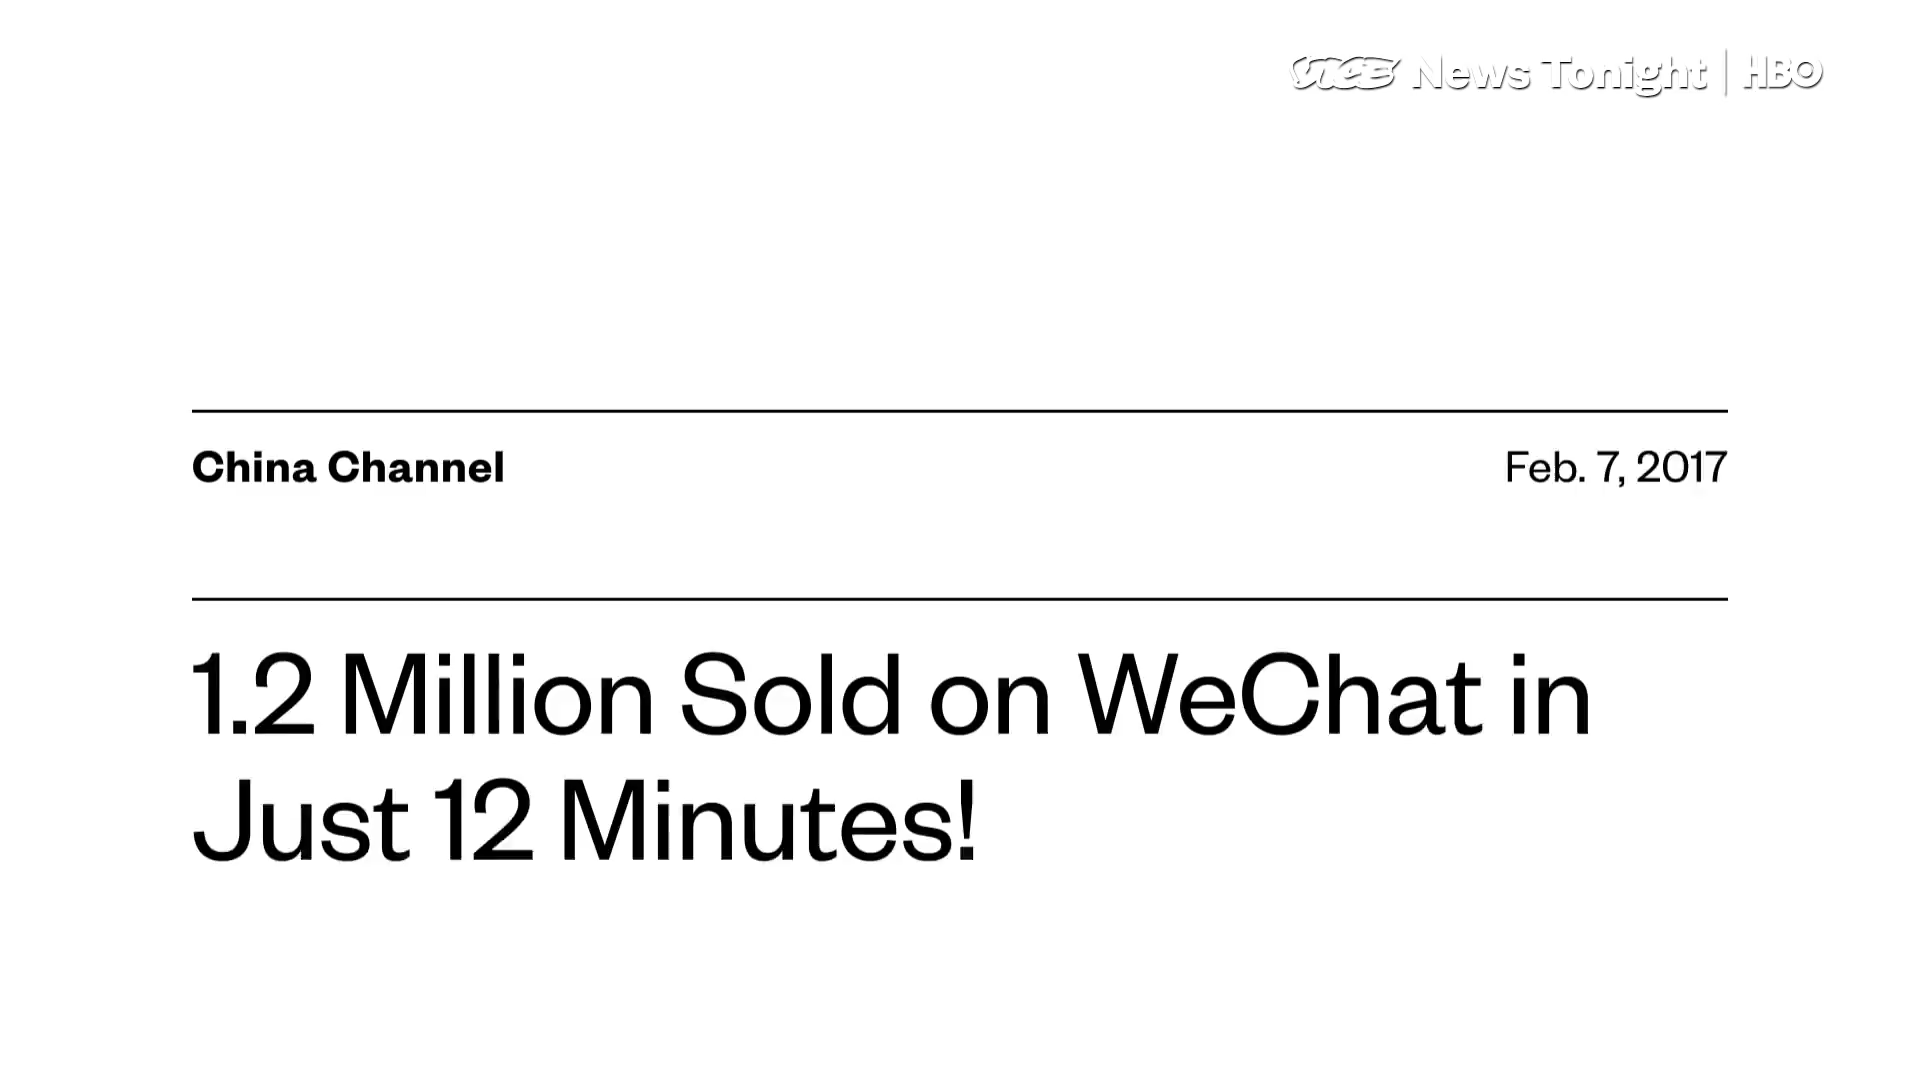 VICE News Tonight | HBO
China Channel
Feb. 7, 2017
1.2 Million Sold on WeChat in
Just 12 Minutes!